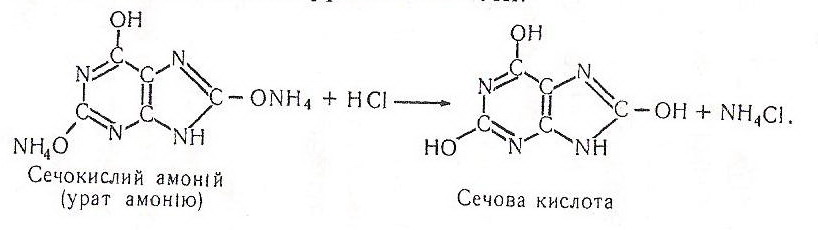 OH
N
C
N
N
C
C
C – ONH₄ + HCl → 
C
C
NH₄O
N
NH
Сечокислий амоній
(урат амонію)
OH
N
C
N
C
C
C – OH + NH₄Cl.
HO
N
C
NH
Сечова кислота